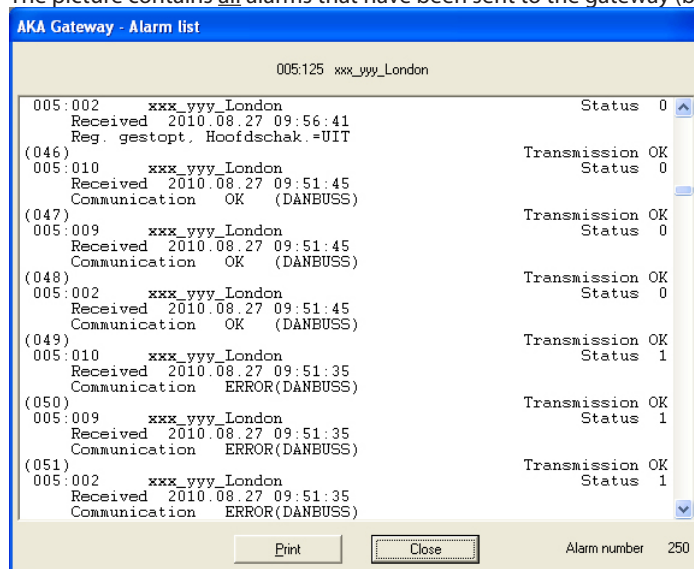 The picture contains all alarms that have been sent to the gateway (b
AKA Gateway - Alarm list
005:125 xxx_yyy_London
005:002 xxx_yyy_London Status 0
Received 2010.08.27 09:56:41
Reg. gestopt, Hoofdschak.=UIT
(046) Transmission OK
005:010 xxx_yyy_London Status 0
Received 2010.08.27 09:51:45
Communication OK (DANBUSS)
(047) Transmission OK
005:009 xxx_yyy_London Status 0
Received 2010.08.27 09:51:45
Communication OK (DANBUSS)
(048) Transmission OK
005:002 xxx_yyy_London Status 0
Received 2010.08.27 09:51:45
Communication OK (DANBUSS)
(049) Transmission OK
005:010 xxx_yyy_London Status 1
Received 2010.08.27 09:51:35
Communication ERROR(DANBUSS)
(050) Transmission OK
005:009 xxx_yyy_London Status 1
Received 2010.08.27 09:51:35
Communication ERROR(DANBUSS)
(051) Transmission OK
005:002 xxx_yyy_London Status 1
Received 2010.08.27 09:51:35
Communication ERROR(DANBUSS)
Print Close Alarm number 250